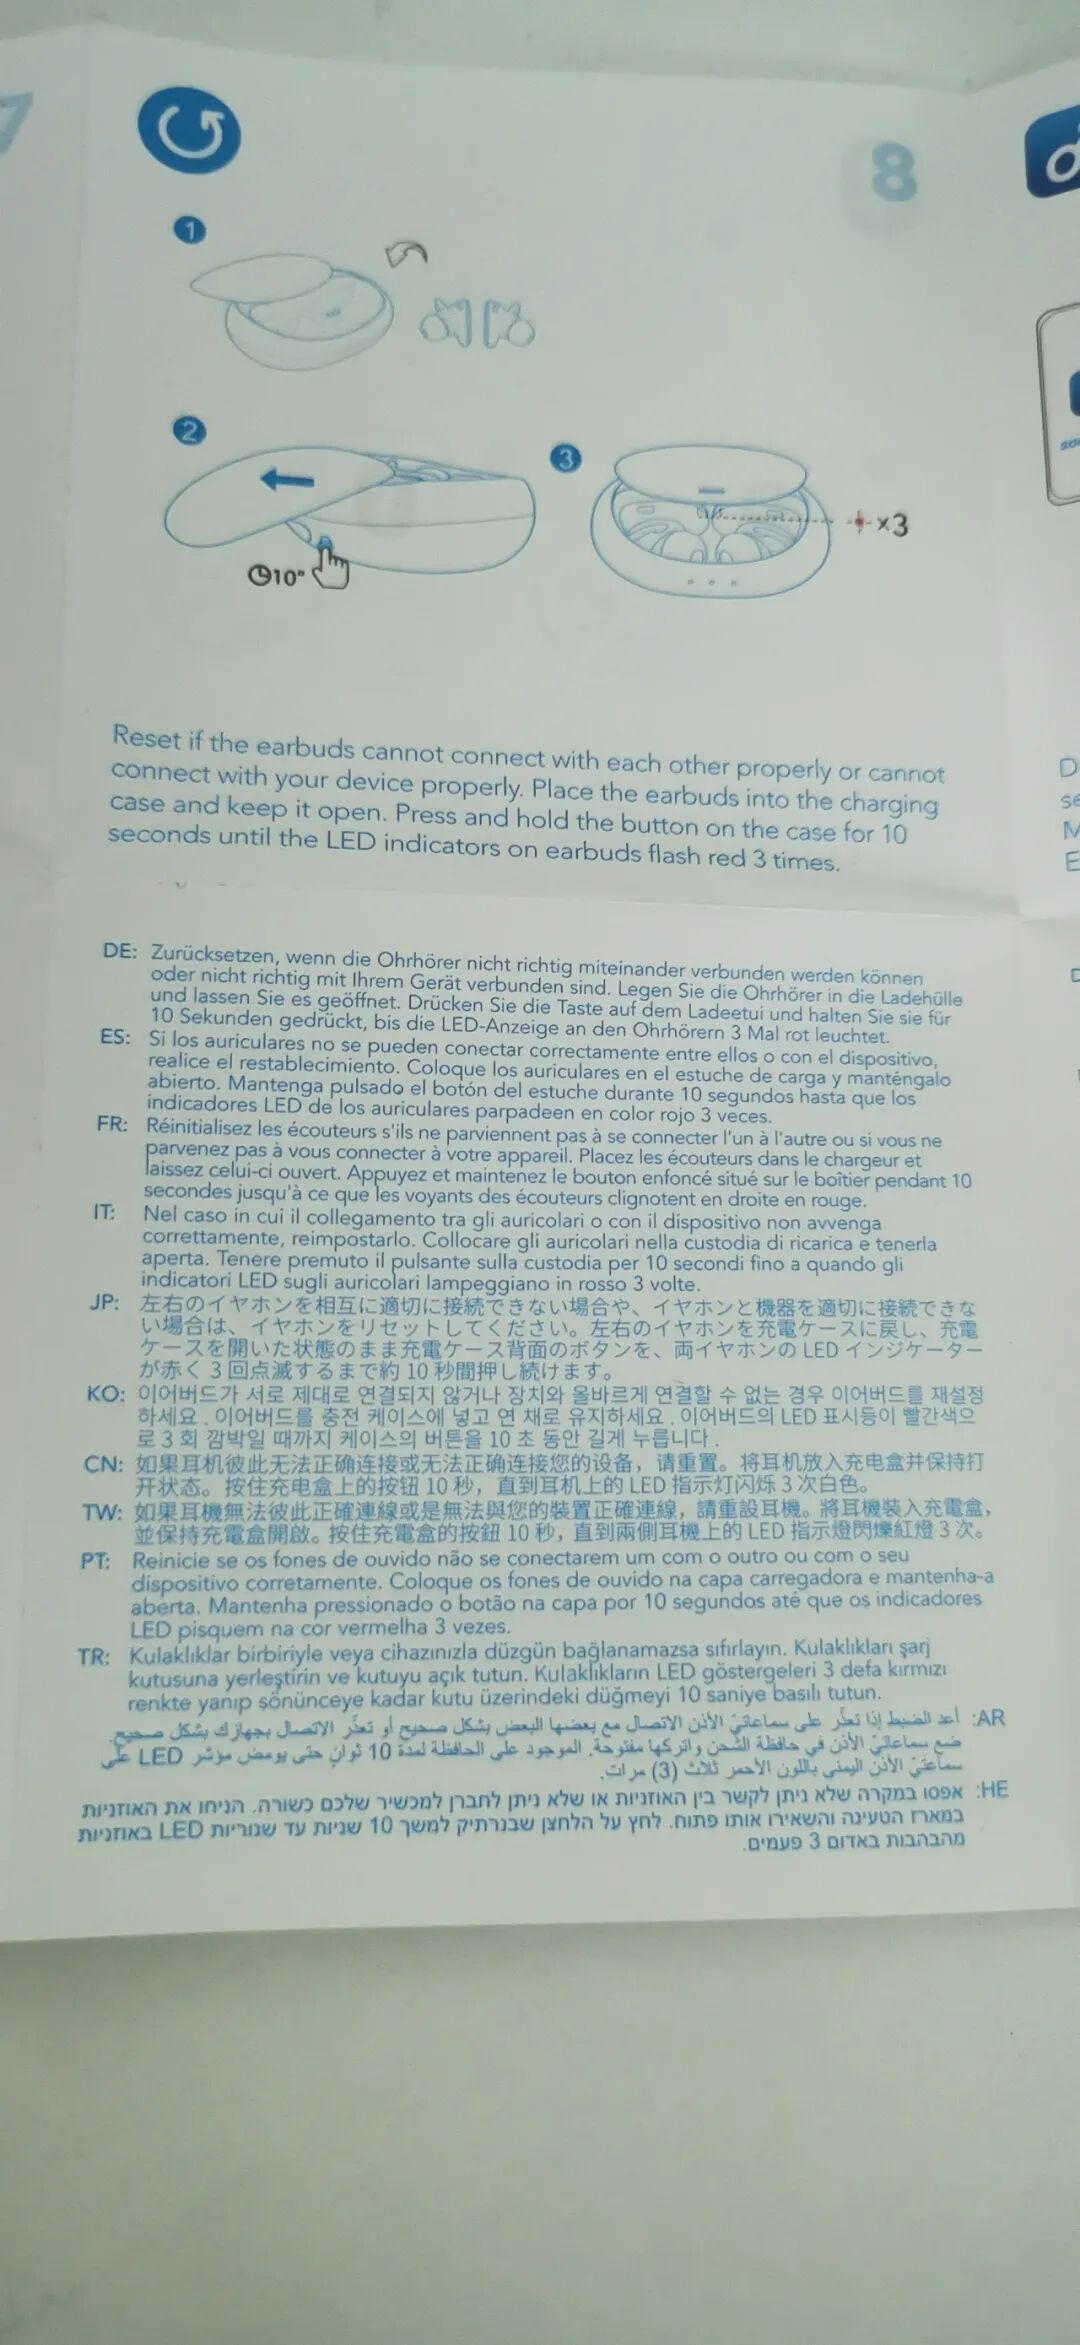 7
8
1
2
3
10"
×3
Reset if the earbuds cannot connect with each other properly or cannot
connect with your device properly. Place the earbuds into the charging
case and keep it open. Press and hold the button on the case for 10
seconds until the LED indicators on earbuds flash red 3 times.
DE: Zurücksetzen, wenn die Ohrhörer nicht richtig miteinander verbunden werden können
oder nicht richtig mit Ihrem Gerät verbunden sind. Legen Sie die Ohrhörer in die Ladehülle
und lassen Sie es geöffnet. Drücken Sie die Taste auf dem Ladeetui und halten Sie sie für
10 Sekunden gedrückt, bis die LED-Anzeige an den Ohrhörern 3 Mal rot leuchtet.
ES: Si los auriculares no se pueden conectar correctamente entre ellos o con el dispositivo,
realice el restablecimiento. Coloque los auriculares en el estuche de carga y manténgalo
abierto. Mantenga pulsado el botón del estuche durante 10 segundos hasta que los
indicadores LED de los auriculares parpadeen en color rojo 3 veces.
FR: Réinitialisez les écouteurs s'ils ne parviennent pas à se connecter l'un à l'autre ou si vous ne
parvenez pas à vous connecter à votre appareil. Placez les écouteurs dans le chargeur et
laissez celui-ci ouvert. Appuyez et maintenez le bouton enfoncé situé sur le boîtier pendant 10
secondes jusqu'à ce que les voyants des écouteurs clignotent en droite en rouge.
IT: Nel caso in cui il collegamento tra gli auricolari o con il dispositivo non avvenga
correttamente, reimpostarlo. Collocare gli auricolari nella custodia di ricarica e tenerla
aperta. Tenere premuto il pulsante sulla custodia per 10 secondi fino a quando gli
indicatori LED sugli auricolari lampeggiano in rosso 3 volte.
JP: 左右のイヤホンを相互に適切に接続できない場合や、イヤホンと機器を適切に接続できな
い場合は、イヤホンをリセットしてください。左右のイヤホンを充電ケースに戻し、充電
ケースを開いた状態のまま充電ケース背面のボタンを、両イヤホンの LED インジケーター
が赤く 3 回点滅するまで約 10 秒間押し続けます。
KO: 이어버드가 서로 제대로 연결되지 않거나 장치와 올바르게 연결할 수 없는 경우 이어버드를 재설정
하세요 . 이어버드를 충전 케이스에 넣고 연 채로 유지하세요 . 이어버드의 LED 표시등이 빨간색으
로 3 회 깜박일 때까지 케이스의 버튼을 10 초 동안 길게 누릅니다 .
CN: 如果耳机彼此无法正确连接或无法正确连接您的设备，请重置。将耳机放入充电盒并保持打
开状态。按住充电盒上的按钮 10 秒，直到耳机上的 LED 指示灯闪烁 3 次白色。
TW: 如果耳機無法彼此正確連線或是無法與您的裝置正確連線，請重設耳機。將耳機裝入充電盒，
並保持充電盒開啟。按住充電盒的按鈕 10 秒，直到兩側耳機上的 LED 指示燈閃爍紅燈 3 次。
PT: Reinicie se os fones de ouvido não se conectarem um com o outro ou com o seu
dispositivo corretamente. Coloque os fones de ouvido na capa carregadora e mantenha-a
aberta. Mantenha pressionado o botão na capa por 10 segundos até que os indicadores
LED pisquem na cor vermelha 3 vezes.
TR: Kulaklıklar birbiriyle veya cihazınızla düzgün bağlanamazsa sıfırlayın. Kulaklıkları şarj
kutusuna yerleştirin ve kutuyu açık tutun. Kulaklıkların LED göstergeleri 3 defa kırmızı
renkte yanıp sönünceye kadar kutu üzerindeki düğmeyi 10 saniye basılı tutun.
AR: أعد الضبط إذا تعذّر على سماعاتيّ الأذن الاتصال مع بعضها البعض بشكل صحيح أو تعذّر الاتصال بجهازك بشكل صحيح.
ضع سماعاتيّ الأذن في حافظة الشحن واتركها مفتوحة. الموجود على الحافظة لمدة 10 ثوانٍ حتى يومض مؤشر LED على
سماعتيّ الأذن اليمنى باللون الأحمر ثلاث (3) مرات.
HE: אפסו במקרה שלא ניתן לקשר בין האוזניות או שלא ניתן לחברן למכשיר שלכם כשורה. הניחו את האוזניות
במארז הטעינה והשאירו אותו פתוח. לחץ על הלחצן שבנרתיק למשך 10 שניות עד שנוריות LED באוזניות
מהבהבות באדום 3 פעמים.